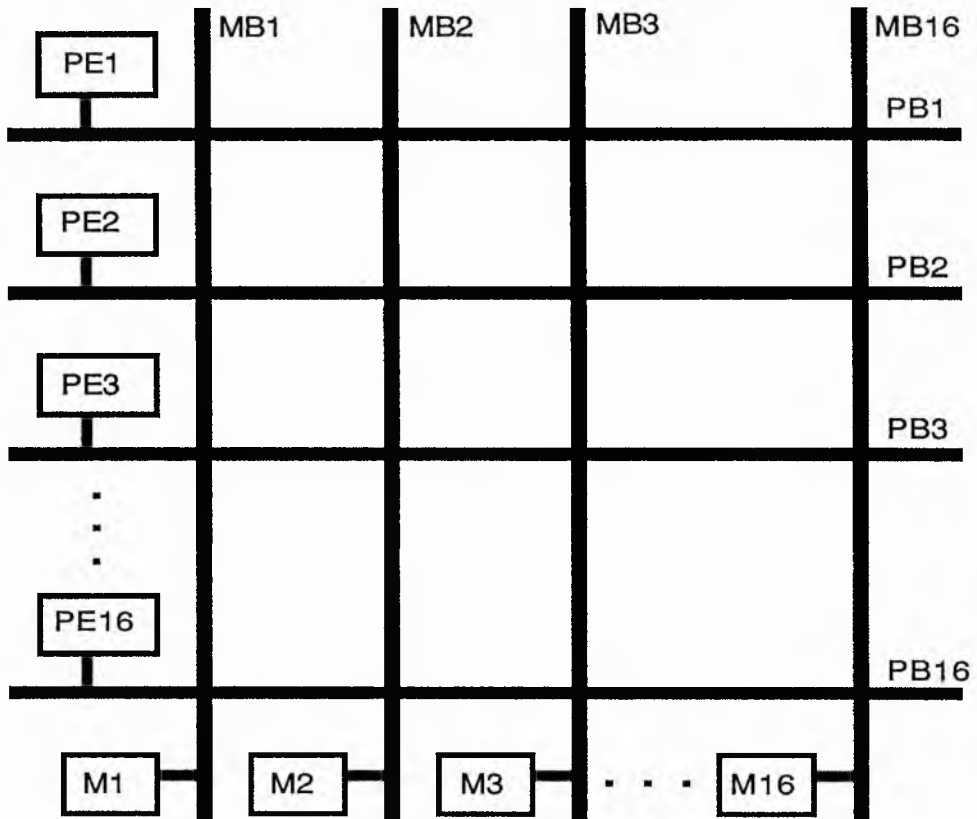 MB1 MB2 MB3 MB16
PE1
PB1
PE2
PB2
PE3
PB3
. . .
PE16
PB16
M1 M2 M3 . . . M16